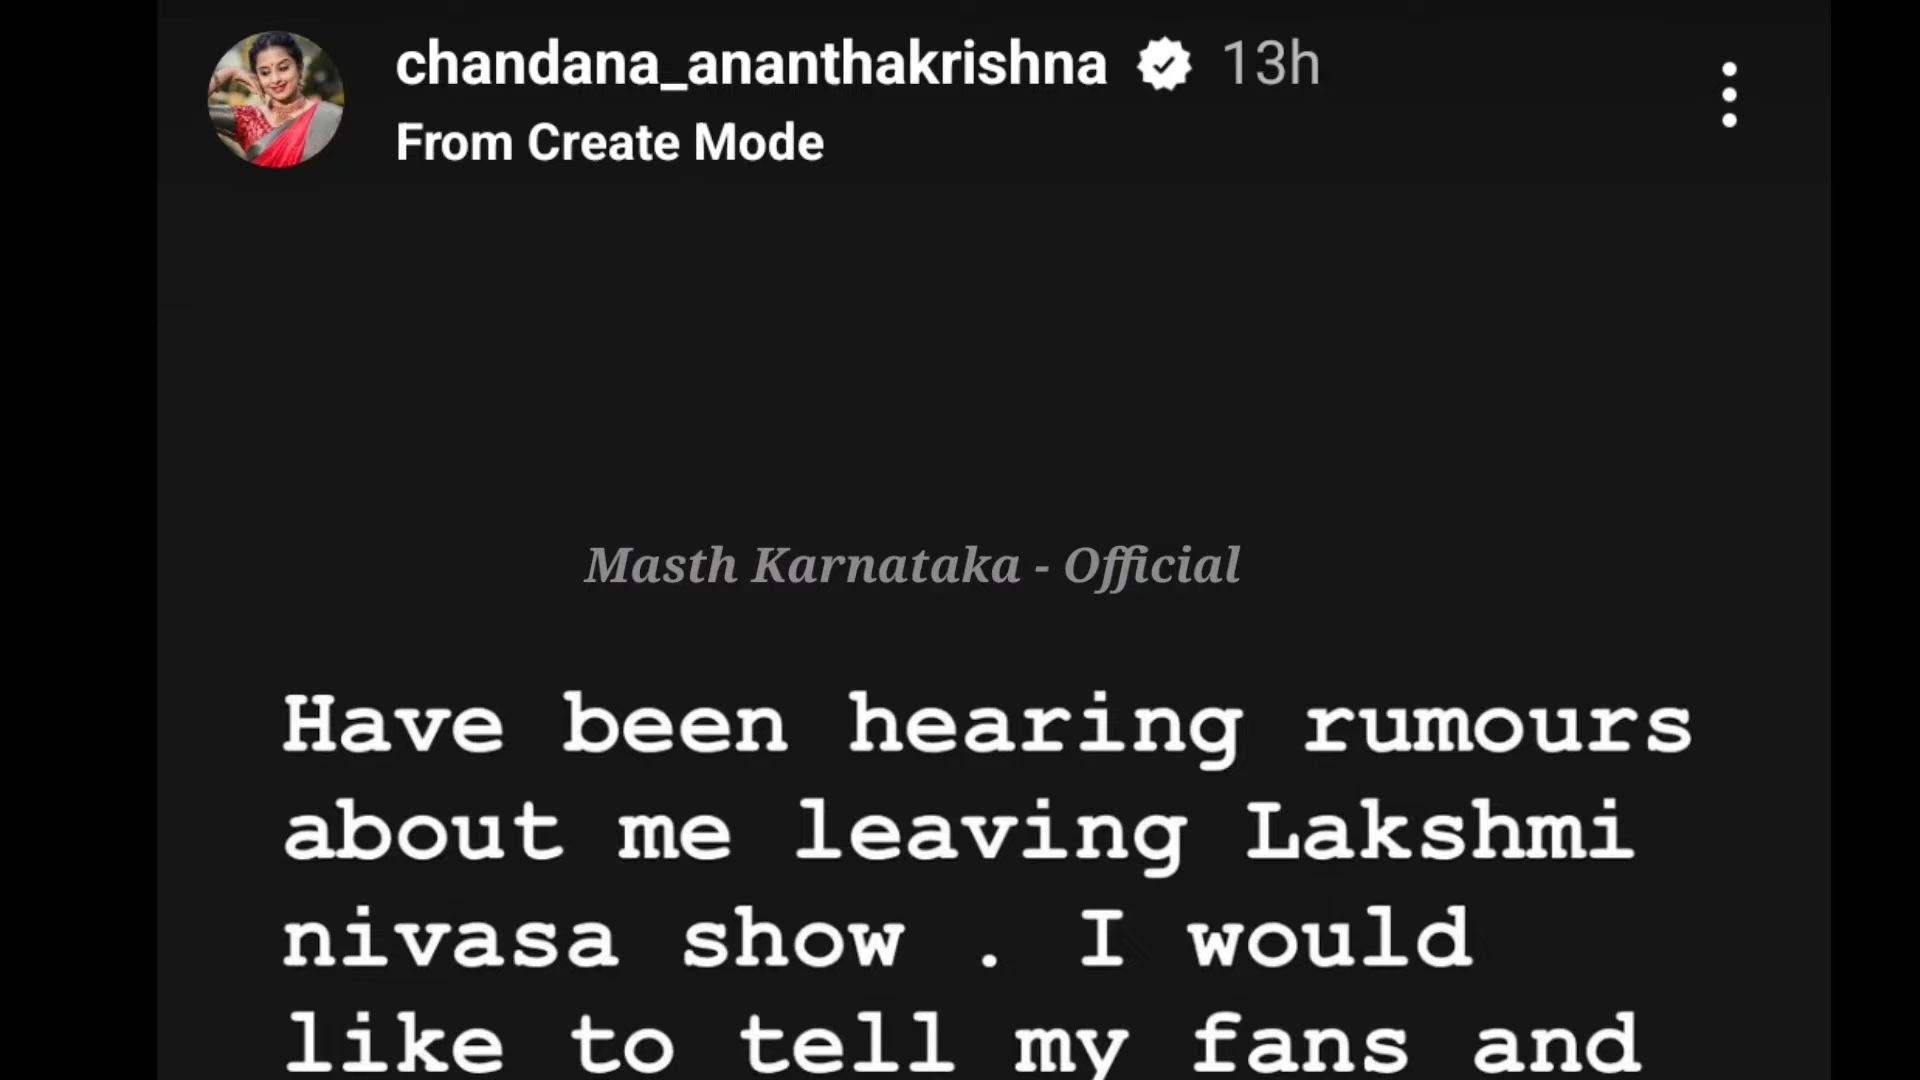 chandana_ananthakrishna 13h
From Create Mode
Masth Karnataka - Official
Have been hearing rumours
about me leaving Lakshmi
nivasa show . I would
like to tell my fans and